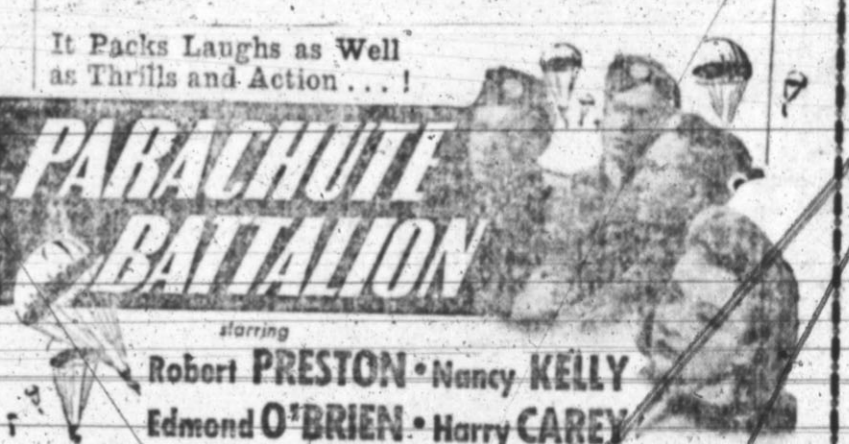 It Packs Laughs as Well
as Thrills and Action . . . !
PARACHUTE
BATTALION
starring
Robert PRESTON • Nancy KELLY
Edmond O'BRIEN • Harry CAREY